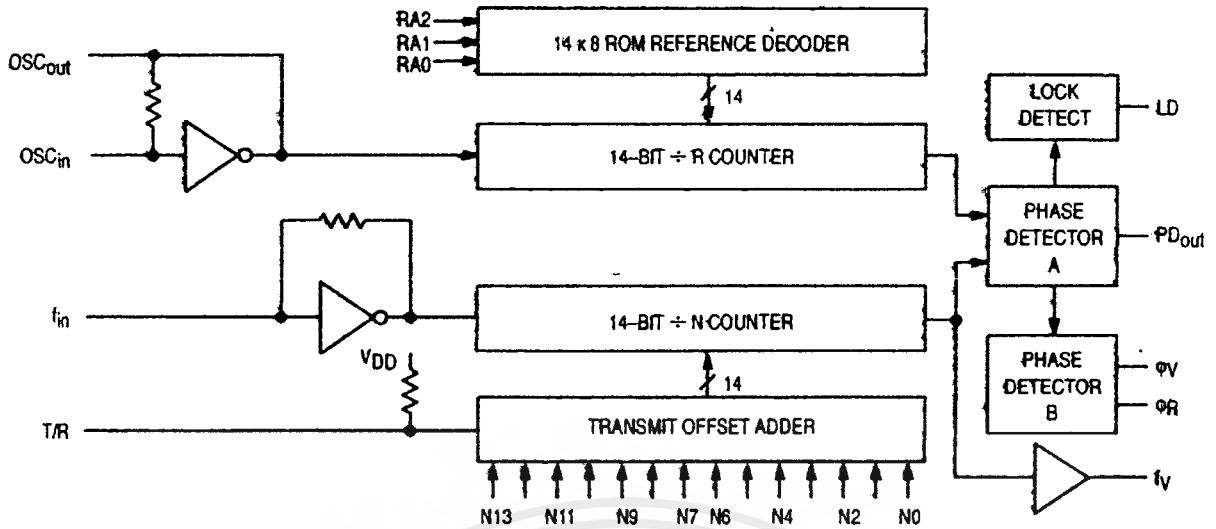 RA2
RA1
RA0
14 x 8 ROM REFERENCE DECODER
OSCout
14
LOCK
DETECT
LD
OSCin
14-BIT ÷ R COUNTER
PHASE
DETECTOR
A
PDout
fin
14-BIT ÷ N COUNTER
VDD
14
PHASE
DETECTOR
B
φV
φR
T/R
TRANSMIT OFFSET ADDER
fV
N13
N11
N9
N7
N6
N4
N2
N0